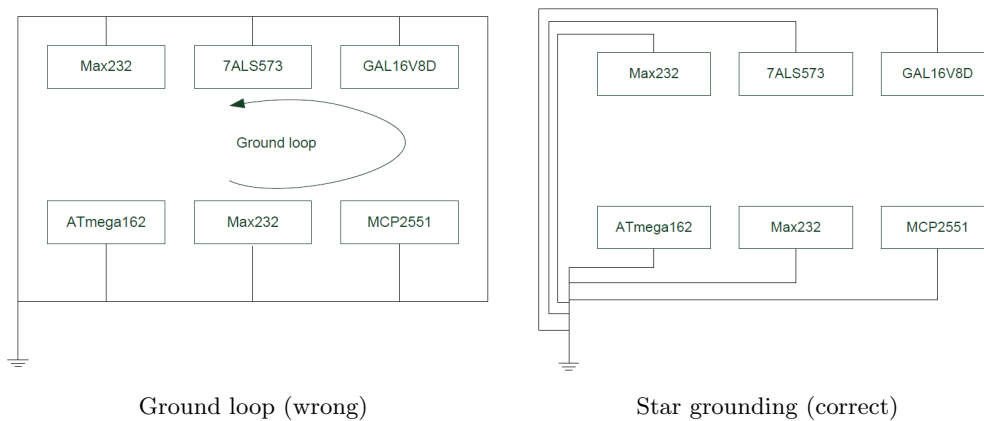 Max232
7ALS573
GAL16V8D
Ground loop
ATmega162
Max232
MCP2551
Ground loop (wrong)
Max232
7ALS573
GAL16V8D
ATmega162
Max232
MCP2551
Star grounding (correct)